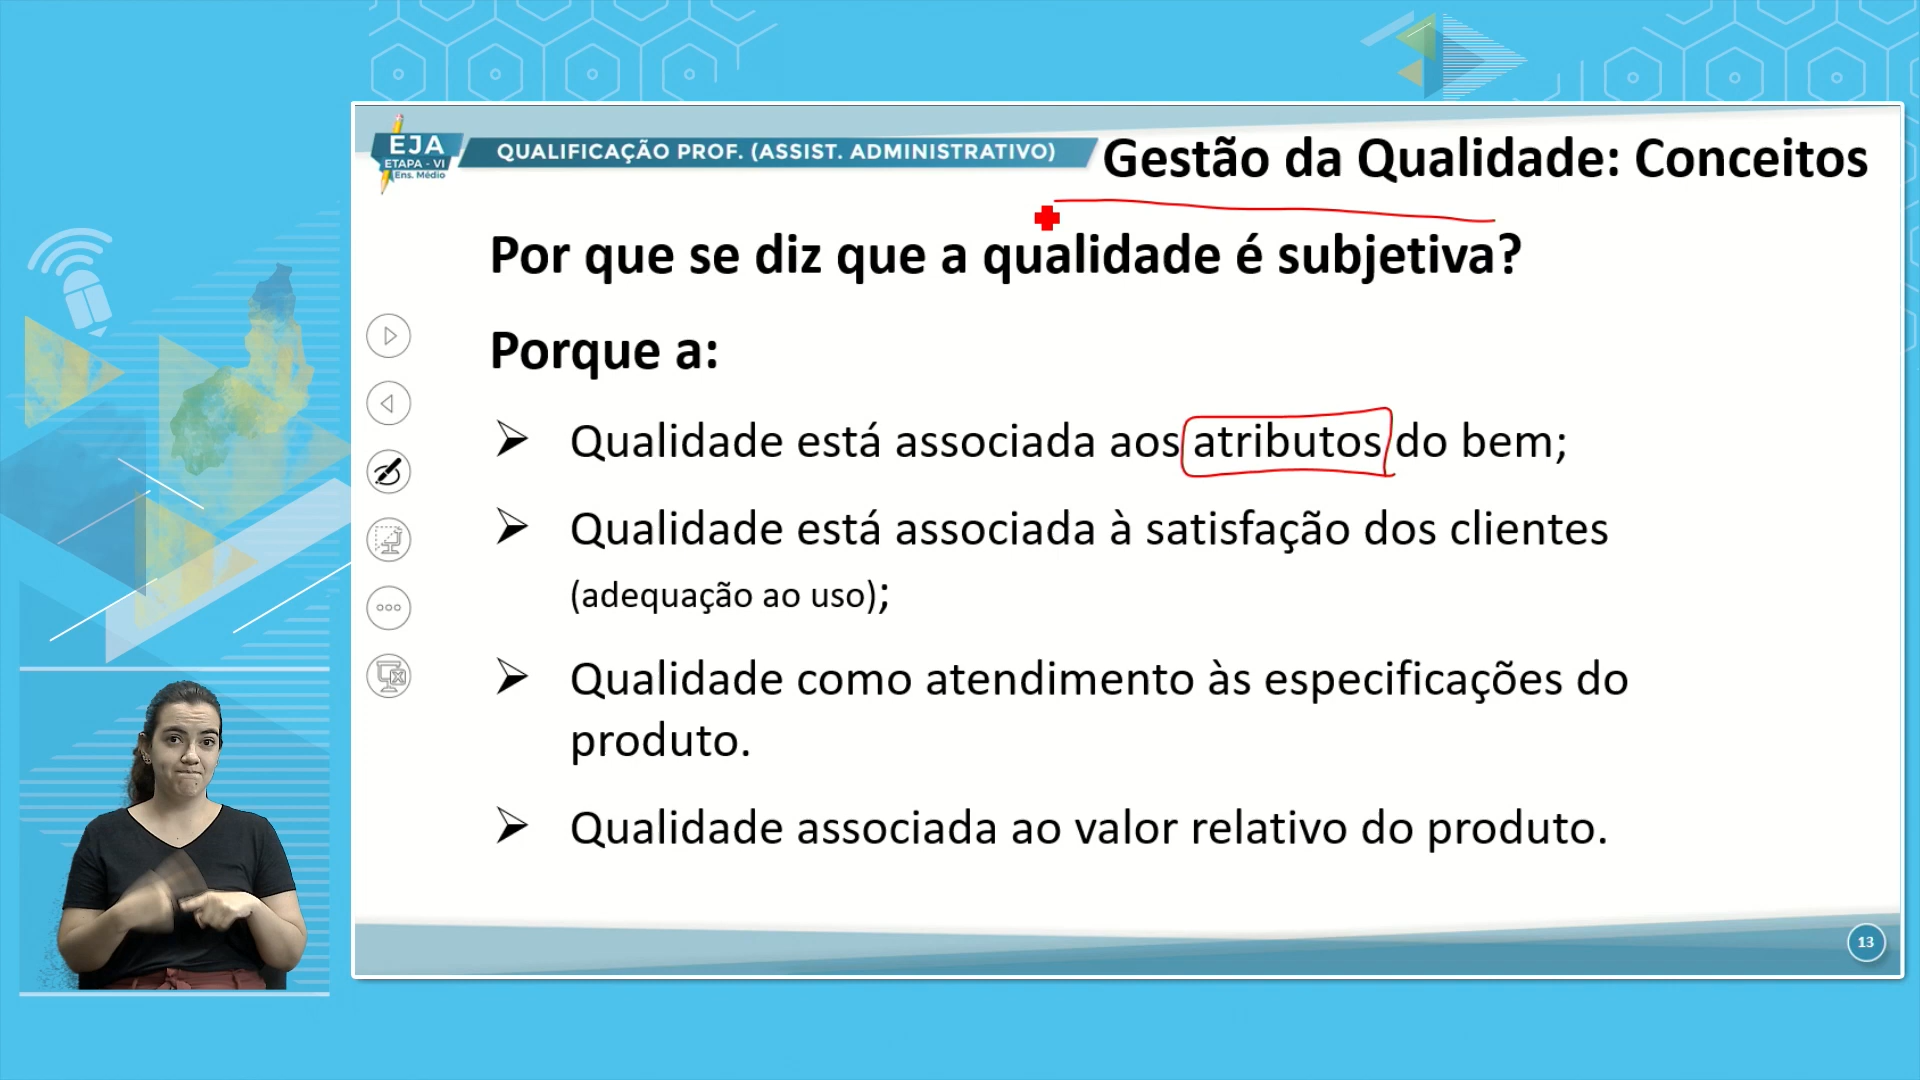 EJA
ETAPA - VI
Ens. Médio
QUALIFICAÇÃO PROF. (ASSIST. ADMINISTRATIVO)
Gestão da Qualidade: Conceitos
Por que se diz que a qualidade é subjetiva?
Porque a:
Qualidade está associada aos atributos do bem;
Qualidade está associada à satisfação dos clientes
(adequação ao uso);
Qualidade como atendimento às especificações do
produto.
Qualidade associada ao valor relativo do produto.
13